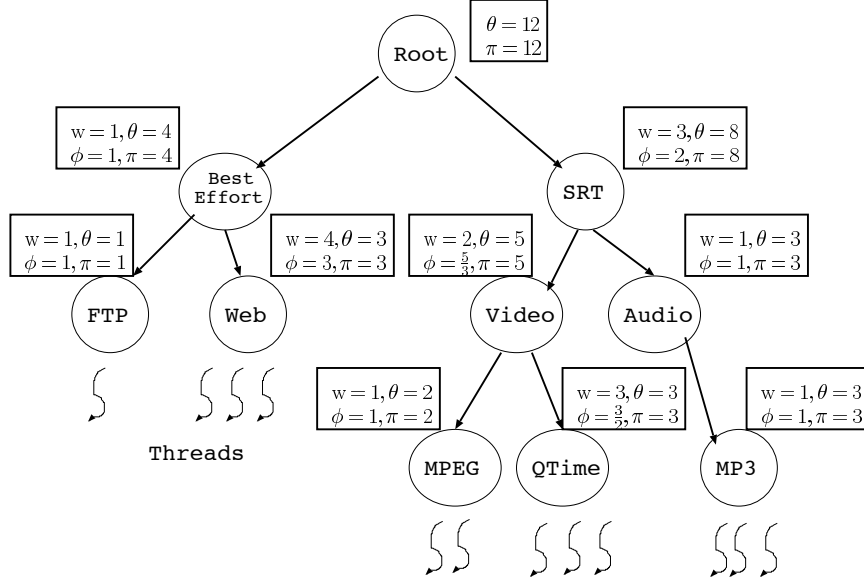 θ = 12
π = 12
Root
w = 1, θ = 4
ϕ = 1, π = 4
w = 3, θ = 8
ϕ = 2, π = 8
Best
Effort
SRT
w = 1, θ = 1
ϕ = 1, π = 1
w = 4, θ = 3
ϕ = 3, π = 3
w = 2, θ = 5
ϕ = 5/3, π = 5
w = 1, θ = 3
ϕ = 1, π = 3
FTP
Web
Video
Audio
w = 1, θ = 2
ϕ = 1, π = 2
w = 3, θ = 3
ϕ = 3/2, π = 3
w = 1, θ = 3
ϕ = 1, π = 3
Threads
MPEG
QTime
MP3